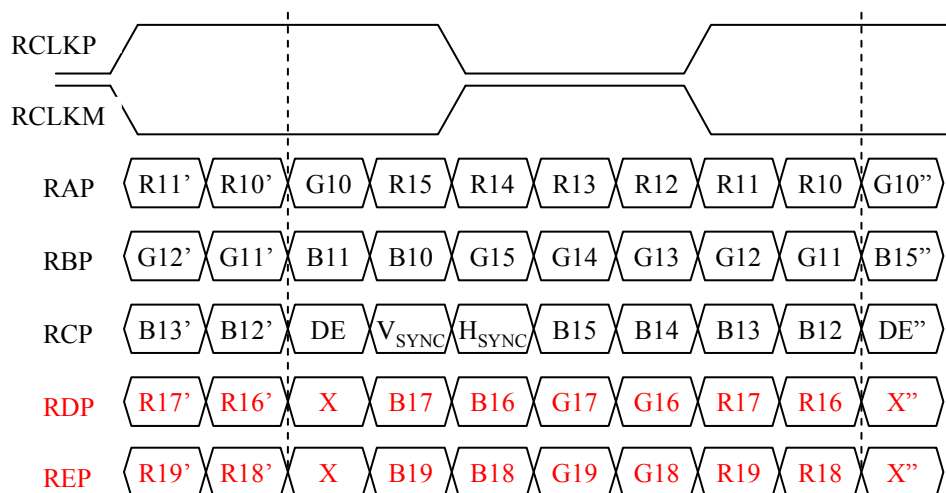 RCLKP
RCLKM
RAP R11’ R10’ G10 R15 R14 R13 R12 R11 R10 G10”
RBP G12’ G11’ B11 B10 G15 G14 G13 G12 G11 B15”
RCP B13’ B12’ DE VSYNC HSYNC B15 B14 B13 B12 DE”
RDP R17’ R16’ X B17 B16 G17 G16 R17 R16 X”
REP R19’ R18’ X B19 B18 G19 G18 R19 R18 X”